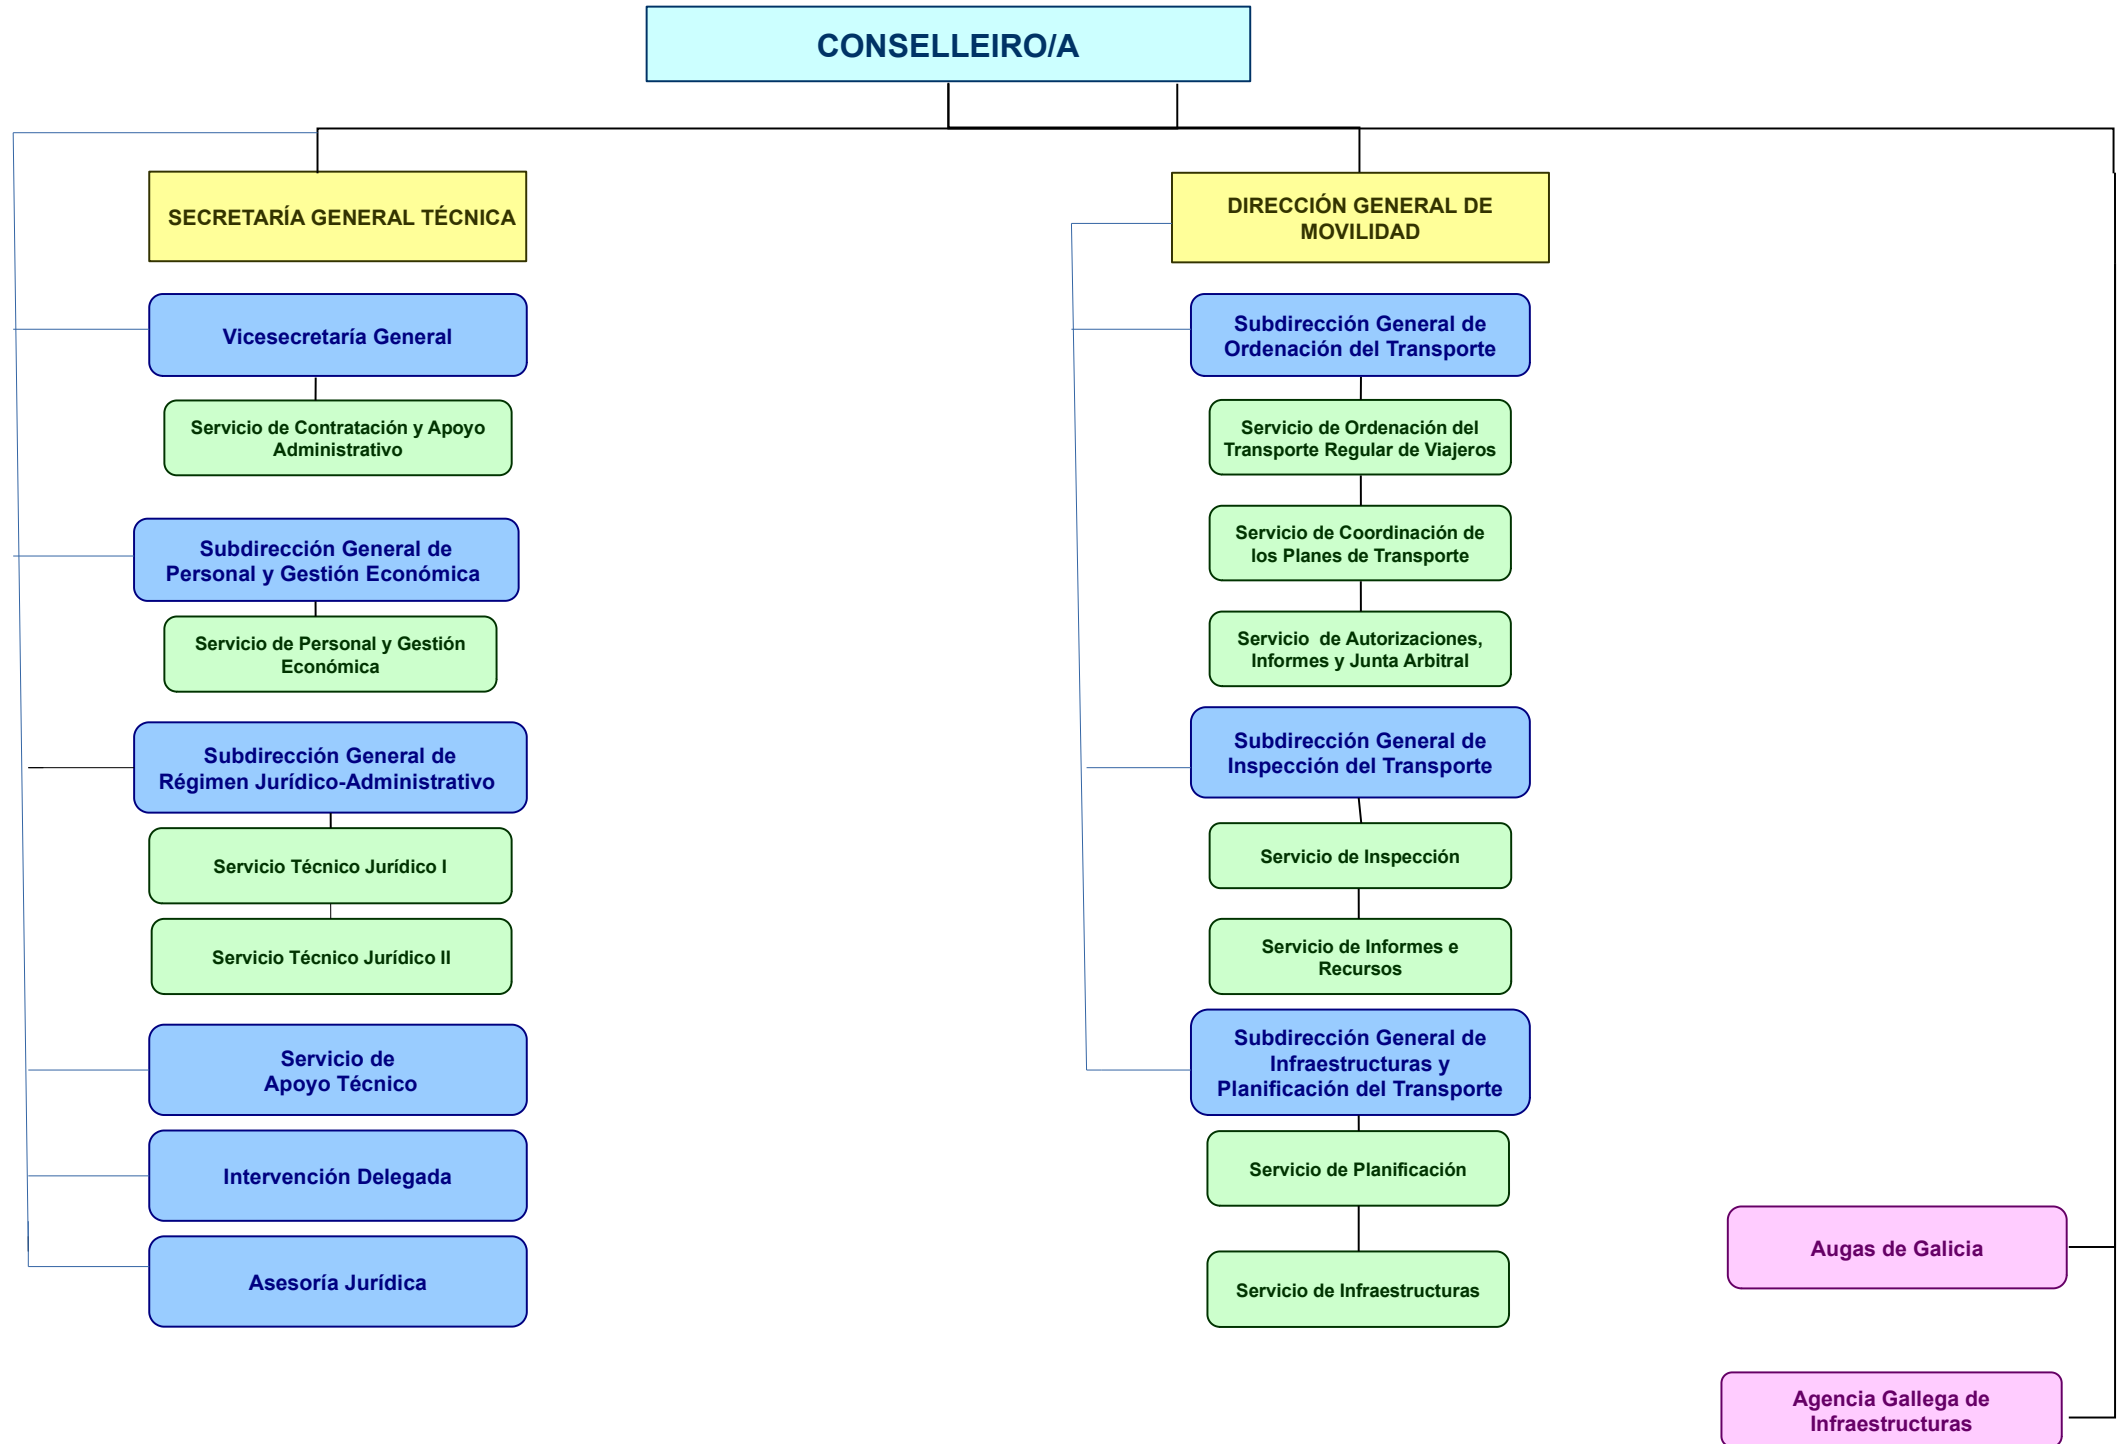 CONSELLEIRO/A
SECRETARÍA GENERAL TÉCNICA
Vicesecretaría General
Servicio de Contratación y Apoyo
Administrativo
Subdirección General de
Personal y Gestión Económica
Servicio de Personal y Gestión
Económica
Subdirección General de
Régimen Jurídico-Administrativo
Servicio Técnico Jurídico I
Servicio Técnico Jurídico II
Servicio de
Apoyo Técnico
Intervención Delegada
Asesoría Jurídica
DIRECCIÓN GENERAL DE
MOVILIDAD
Subdirección General de
Ordenación del Transporte
Servicio de Ordenación del
Transporte Regular de Viajeros
Servicio de Coordinación de
los Planes de Transporte
Servicio  de Autorizaciones,
Informes y Junta Arbitral
Subdirección General de
Inspección del Transporte
Servicio de Inspección
Servicio de Informes e
Recursos
Subdirección General de
Infraestructuras y
Planificación del Transporte
Servicio de Planificación
Servicio de Infraestructuras
Augas de Galicia
Agencia Gallega de
Infraestructuras